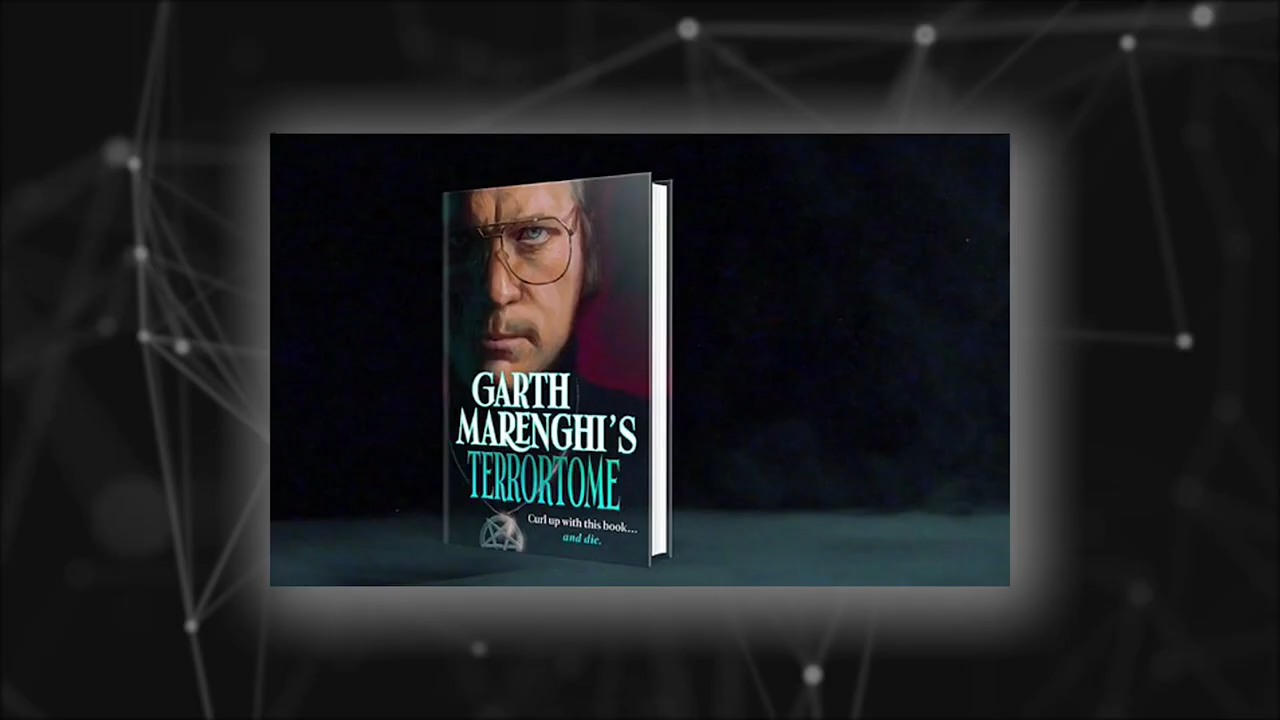 GARTH
MARENGHI'S
TERRORTOME
Curl up with this book...
and die.